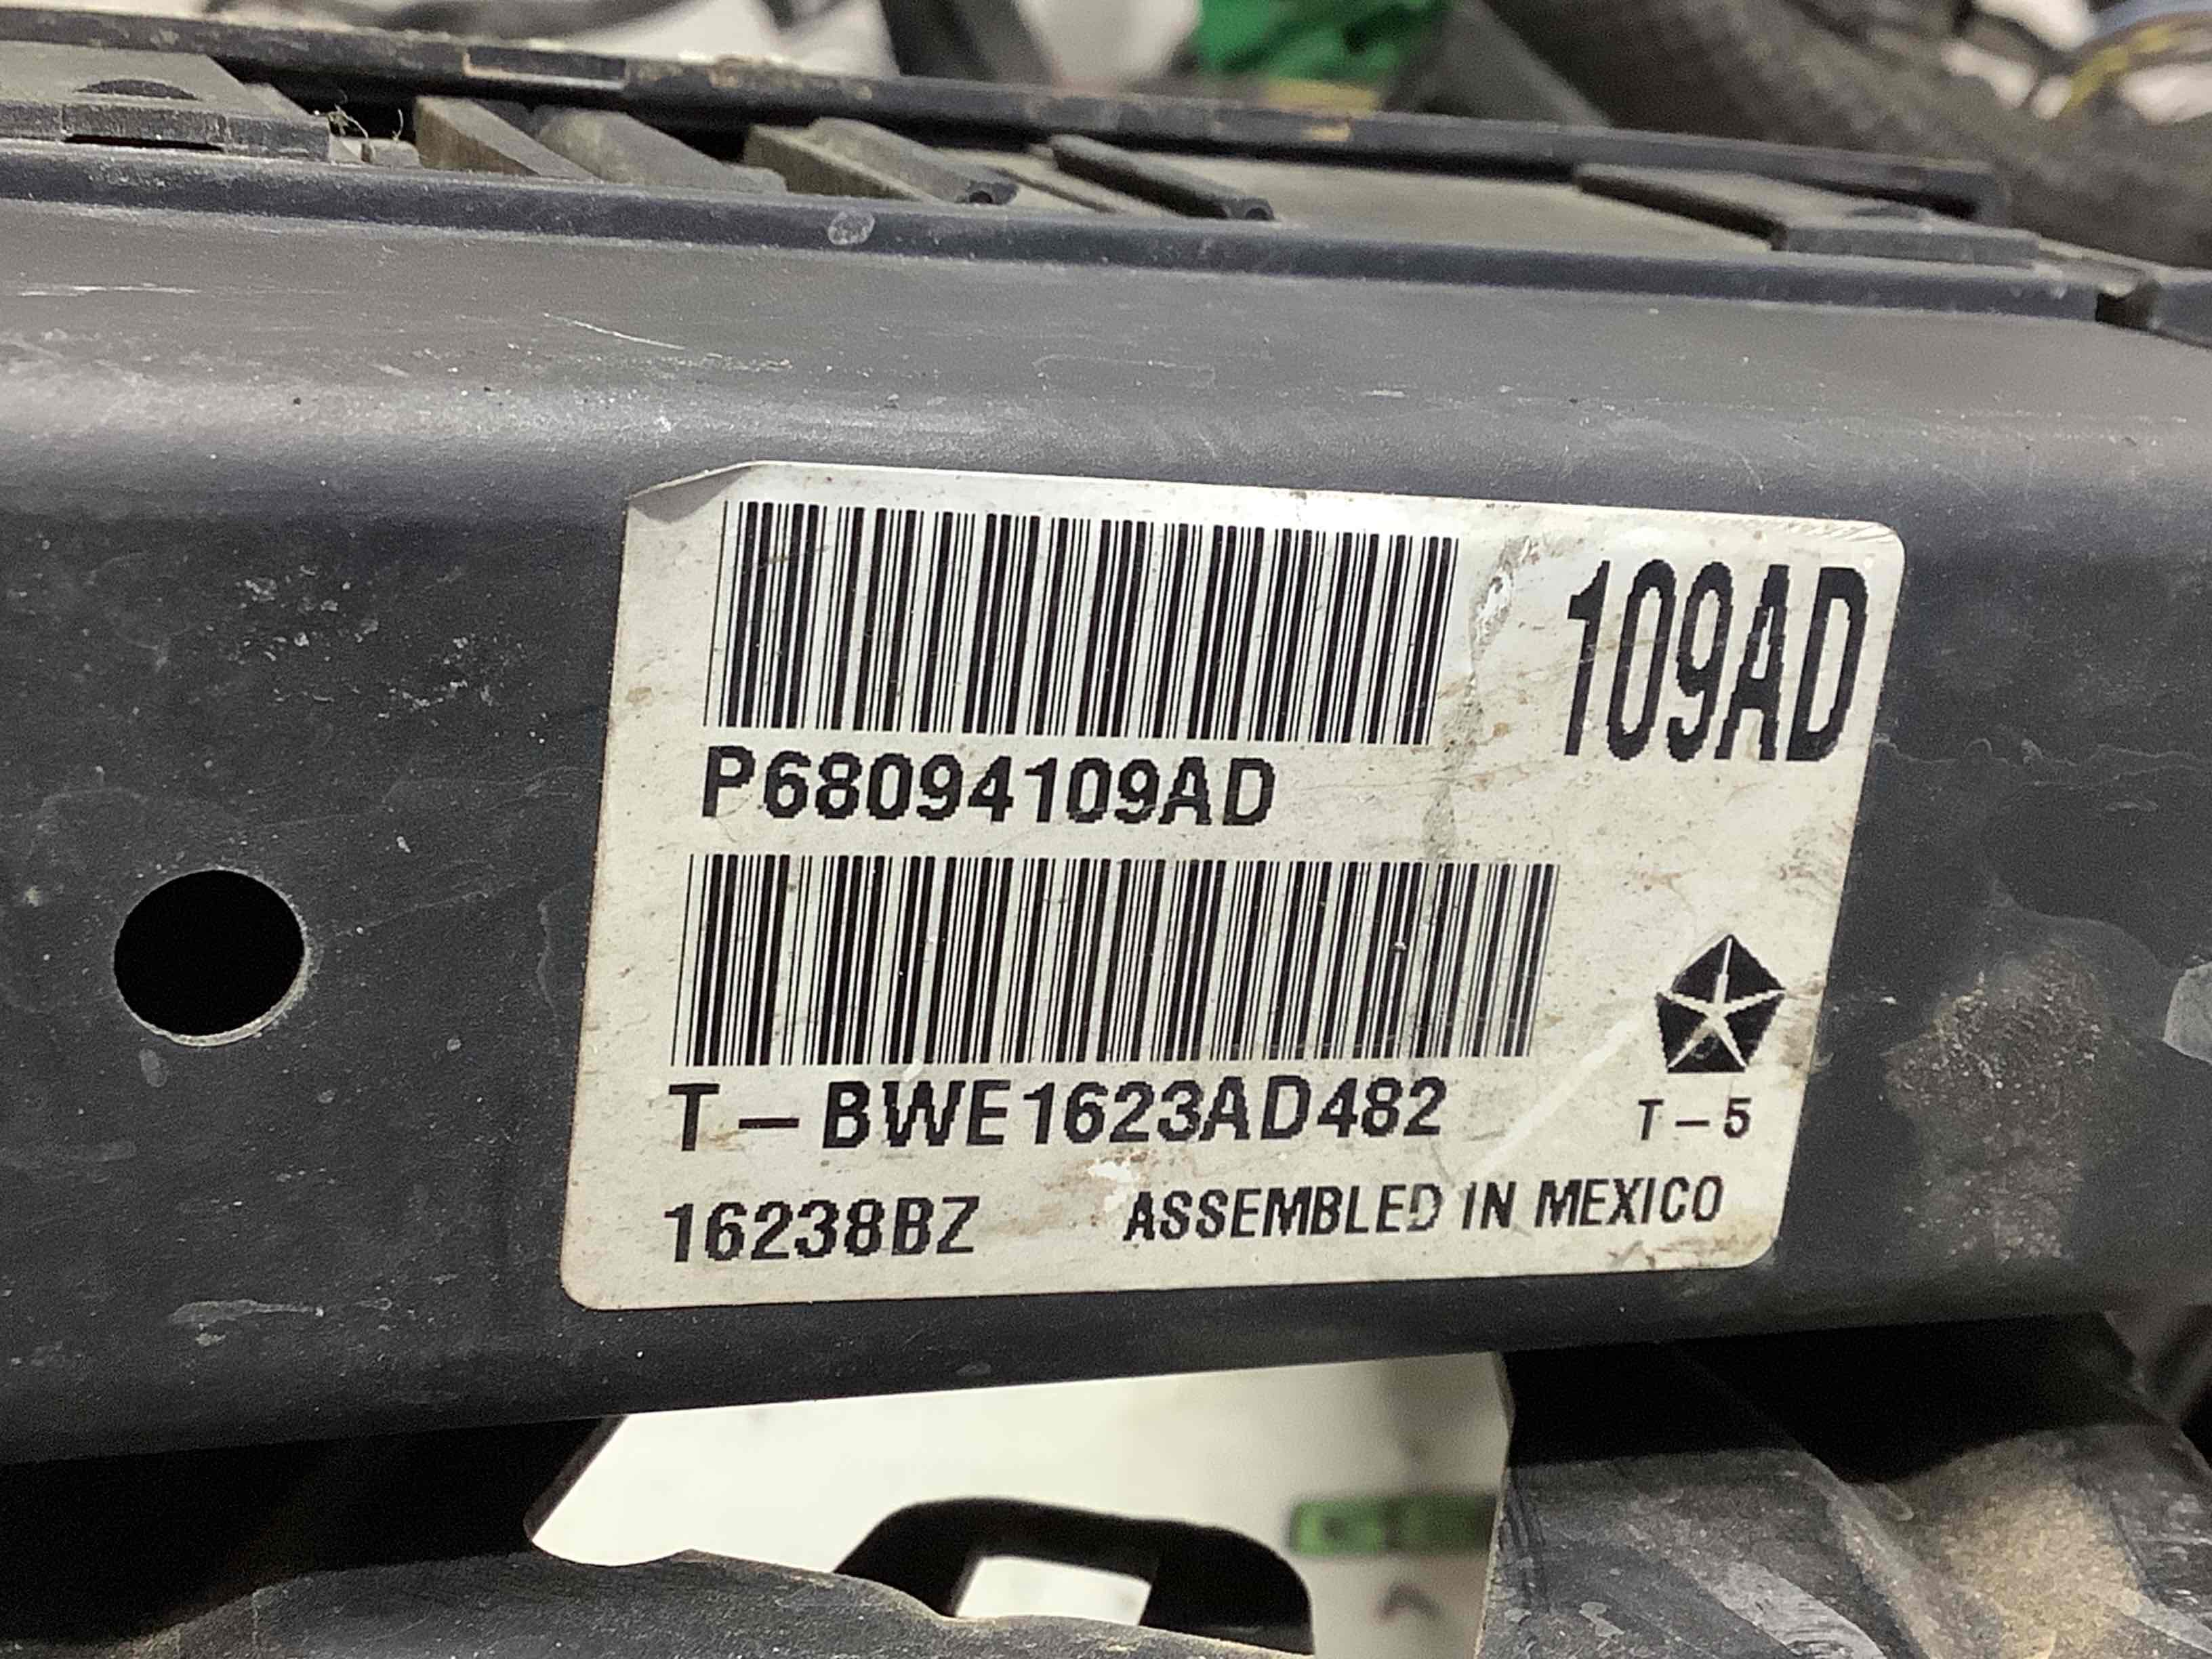 109AD
P68094109AD
T-BWE1623AD482
T-5
16238BZ ASSEMBLED IN MEXICO